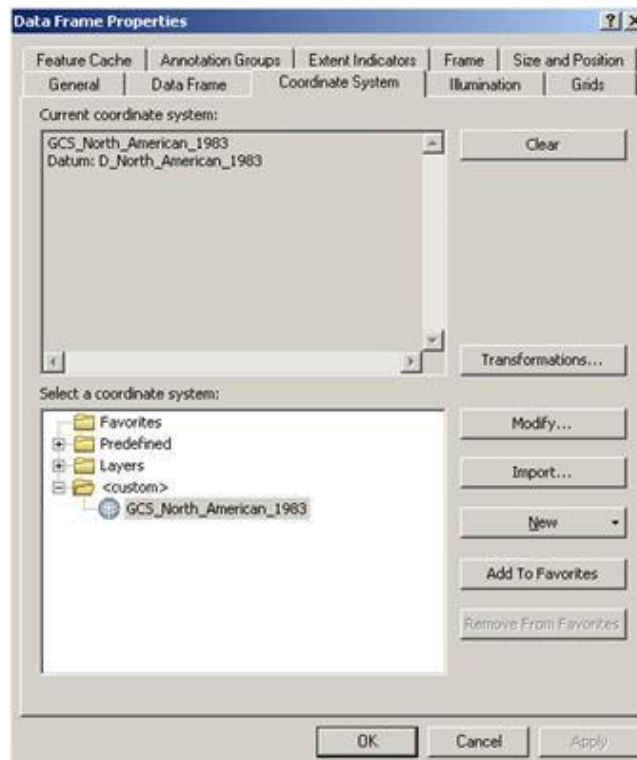 Data Frame Properties
Feature Cache Annotation Groups Extent Indicators Frame Size and Position
General Data Frame Coordinate System Illumination Grids
Current coordinate system:
GCS_North_American_1983
Datum: D_North_American_1983
Clear
Transformations...
Select a coordinate system:
Favorites
Predefined
Layers
<custom>
GCS_North_American_1983
Modify...
Import...
New
Add To Favorites
Remove From Favorites
OK Cancel Apply